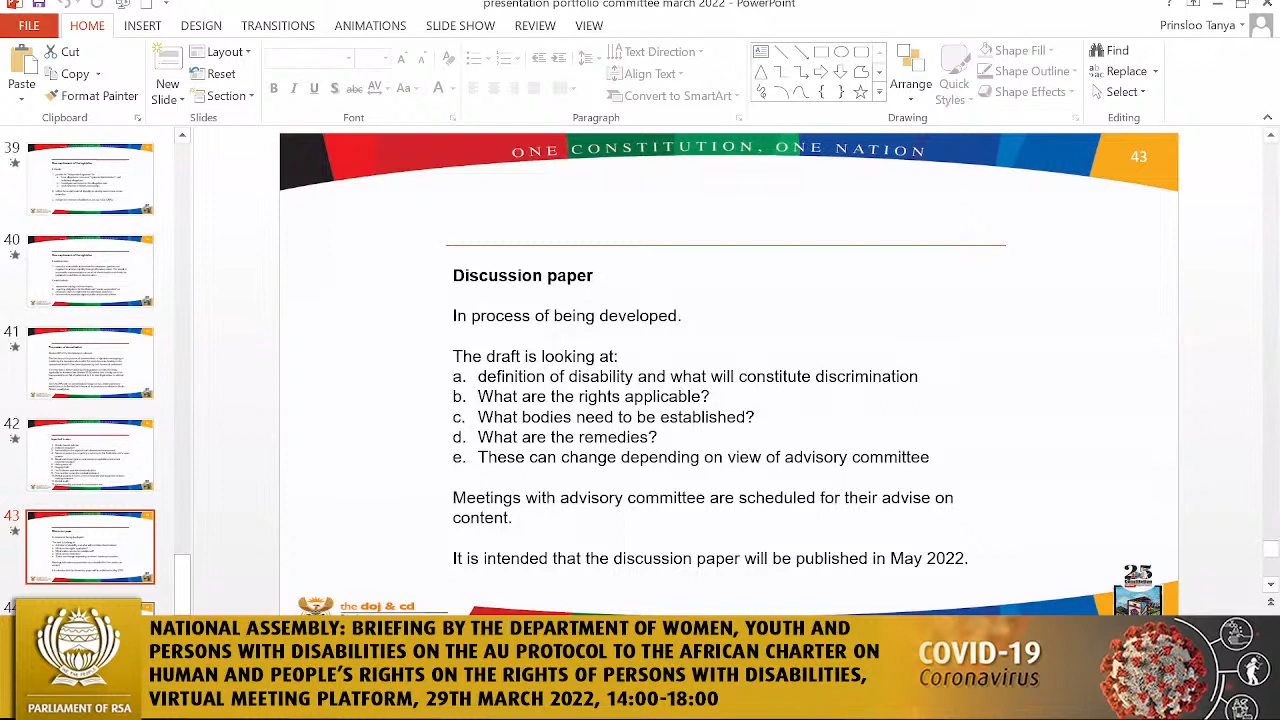 presentation portfolio committee march 2022 - PowerPoint
FILE HOME INSERT DESIGN TRANSITIONS ANIMATIONS SLIDE SHOW REVIEW VIEW Prinsloo Tanya
Cut Layout Text Direction Shape Fill Find
Copy Reset Align Text Shape Outline Replace
Paste Format Painter New Slide Section Convert to SmartArt Arrange Quick Styles Shape Effects Select
Clipboard Slides Font Paragraph Drawing Editing
39
40
41
42
43
ONE CONSTITUTION, ONE NATION
43
Discussion paper
In process of being developed.
The team is looking at:
a. Definition of disability and what will constitute discrimination
b. What are the rights applicable?
c. What bodies need to be established?
d. What are the remedies?
e. These can change depending on view of advisory committee
Meetings with advisory committee are scheduled for their advise on
content.
It is intended that the discussion paper will be published in May 2022
the doj & cd
25
NATIONAL ASSEMBLY: BRIEFING BY THE DEPARTMENT OF WOMEN, YOUTH AND
PERSONS WITH DISABILITIES ON THE AU PROTOCOL TO THE AFRICAN CHARTER ON
HUMAN AND PEOPLE'S RIGHTS ON THE RIGHTS OF PERSONS WITH DISABILITIES,
VIRTUAL MEETING PLATFORM, 29TH MARCH 2022, 14:00-18:00
PARLIAMENT OF RSA
COVID-19
Coronavirus